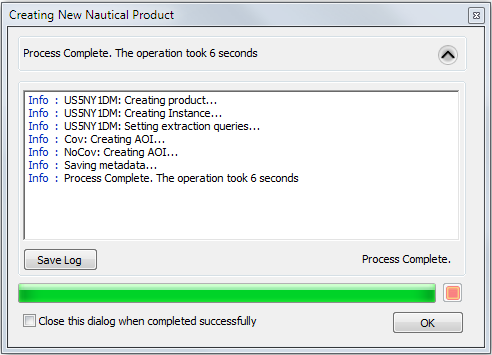 Creating New Nautical Product
Process Complete. The operation took 6 seconds
Info : US5NY1DM: Creating product...
Info : US5NY1DM: Creating Instance...
Info : US5NY1DM: Setting extraction queries...
Info : Cov: Creating AOI...
Info : NoCov: Creating AOI...
Info : Saving metadata...
Info : Process Complete. The operation took 6 seconds
Save Log
Process Complete.
Close this dialog when completed successfully
OK